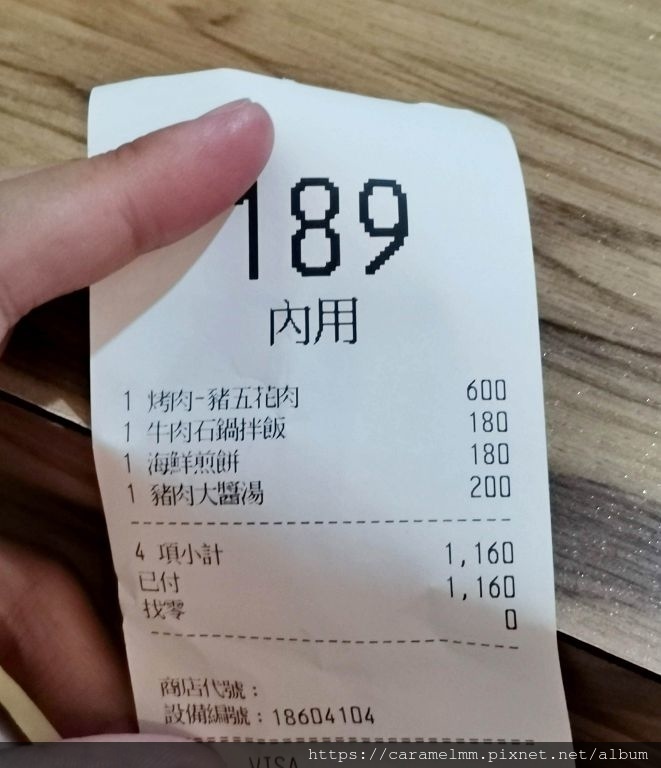 189
內用
1 烤肉-豬五花肉 600
1 牛肉石鍋拌飯 180
1 海鮮煎餅 180
1 豬肉大醬湯 200
4 項小計 1,160
已付 1,160
找零 0
商店代號：
設備編號：18604104
VISA
https://caramelmm.pixnet.net/album